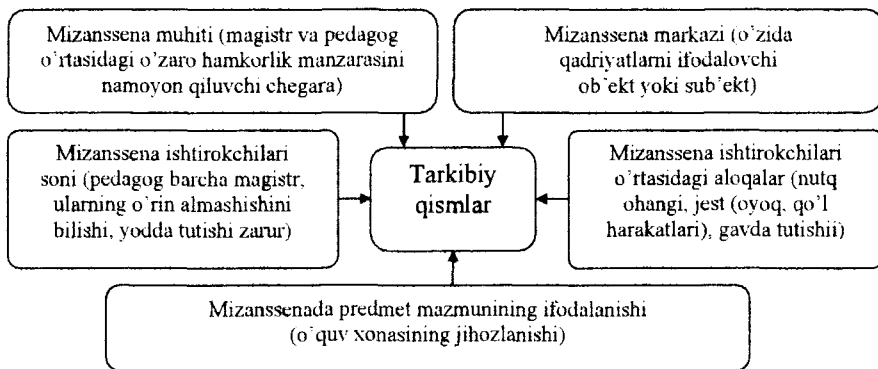 Mizanssena muhiti (magistr va pedagog
o‘rtasidagi o‘zaro hamkorlik manzarasini
namoyon qiluvchi chegara)
Mizanssena markazi (o‘zida
qadriyatlarni ifodalovchi
ob’ekt yoki sub’ekt)
Mizanssena ishtirokchilari
soni (pedagog barcha magistr,
ularning o‘rin almashishini
bilishi, yodda tutishi zarur)
Tarkibiy
qismlar
Mizanssena ishtirokchilari
o‘rtasidagi aloqalar (nutq
ohangi, jest (oyoq, qo‘l
harakatlari), gavda tutishii)
Mizanssenada predmet mazmunining ifodalanishi
(o‘quv xonasining jihozlanishi)